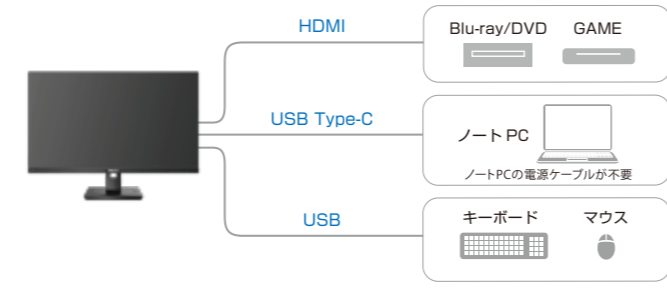 HDMI
Blu-ray/DVD GAME
USB Type-C
ノートPC
ノートPCの電源ケーブルが不要
USB
キーボード マウス